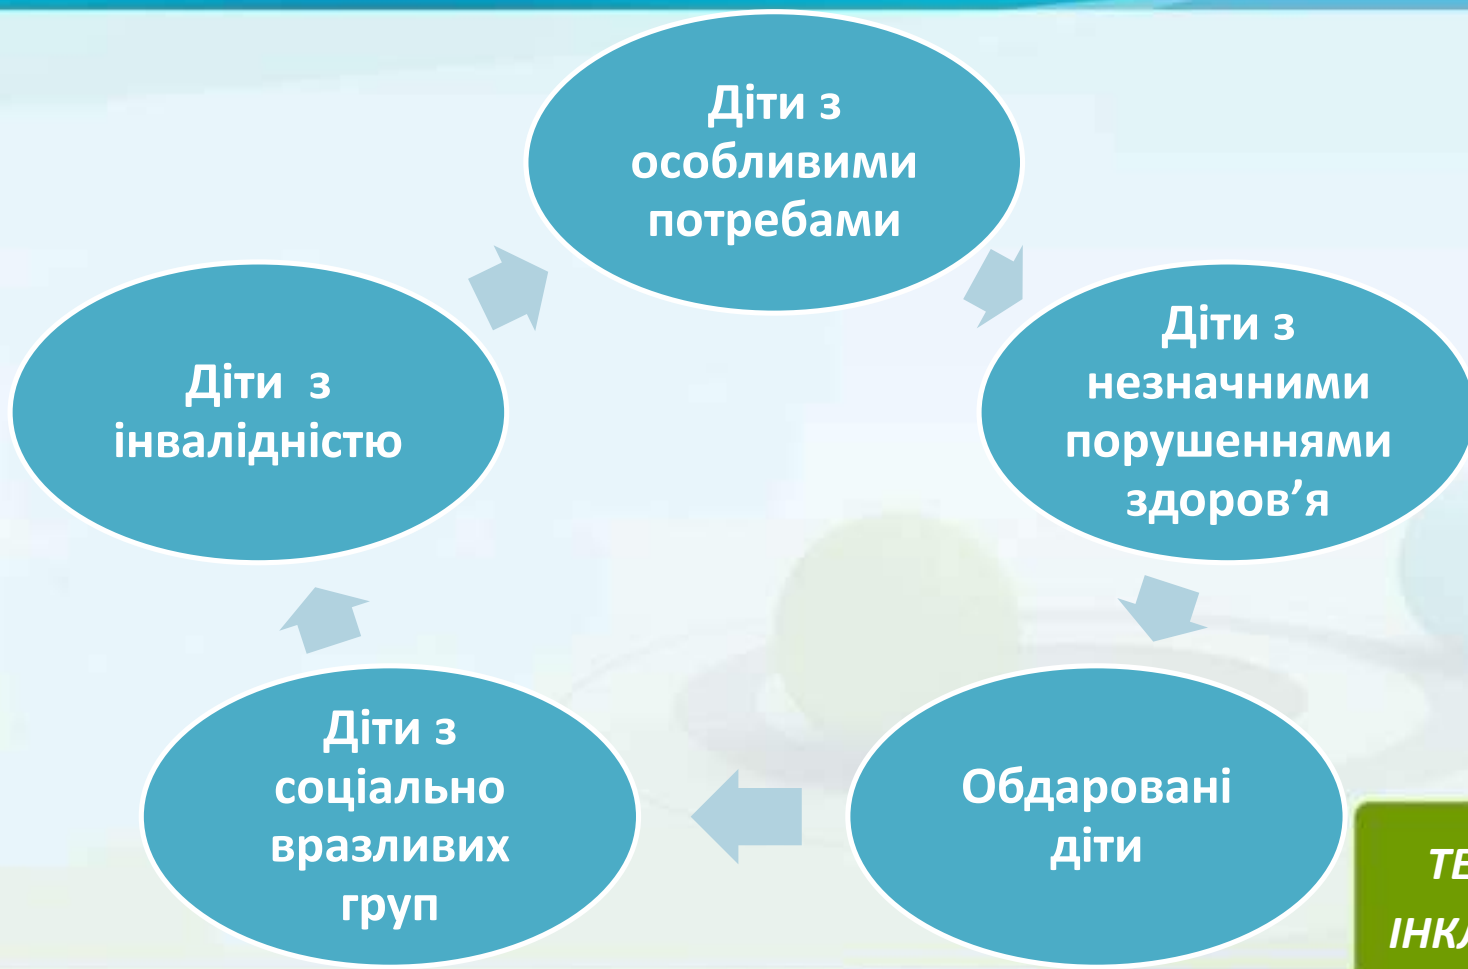 Діти з
особливими
потребами
Діти з
незначними
порушеннями
здоров’я
Обдаровані
діти
Діти з
соціально
вразливих
груп
Діти  з
інвалідністю